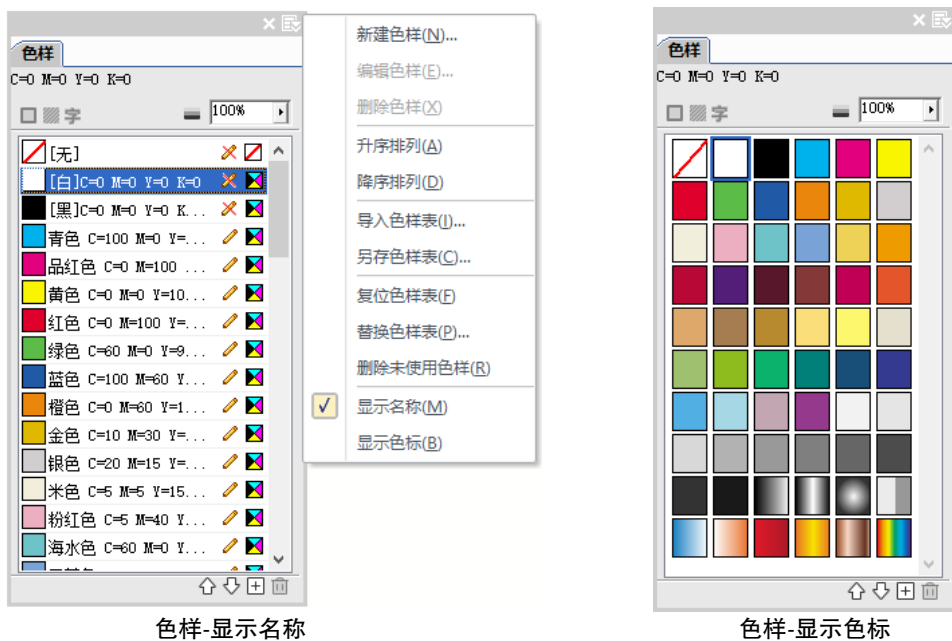 色样
C=0 M=0 Y=0 K=0
字
100%
[无]
[白]C=0 M=0 Y=0 K=0
[黑]C=0 M=0 Y=0 K...
青色 C=100 M=0 Y=...
品红色 C=0 M=100 ...
黄色 C=0 M=0 Y=10...
红色 C=0 M=100 Y=...
绿色 C=60 M=0 Y=9...
蓝色 C=100 M=60 Y...
橙色 C=0 M=60 Y=1...
金色 C=10 M=30 Y=...
银色 C=20 M=15 Y=...
米色 C=5 M=5 Y=15...
粉红色 C=5 M=40 Y...
海水色 C=60 M=0 Y...
新建色样(N)...
编辑色样(E)...
删除色样(X)
升序排列(A)
降序排列(D)
导入色样表(I)...
另存色样表(C)...
复位色样表(F)
替换色样表(P)...
删除未使用色样(R)
显示名称(M)
显示色标(B)
色样-显示名称
色样
C=0 M=0 Y=0 K=0
字
100%
色样-显示色标